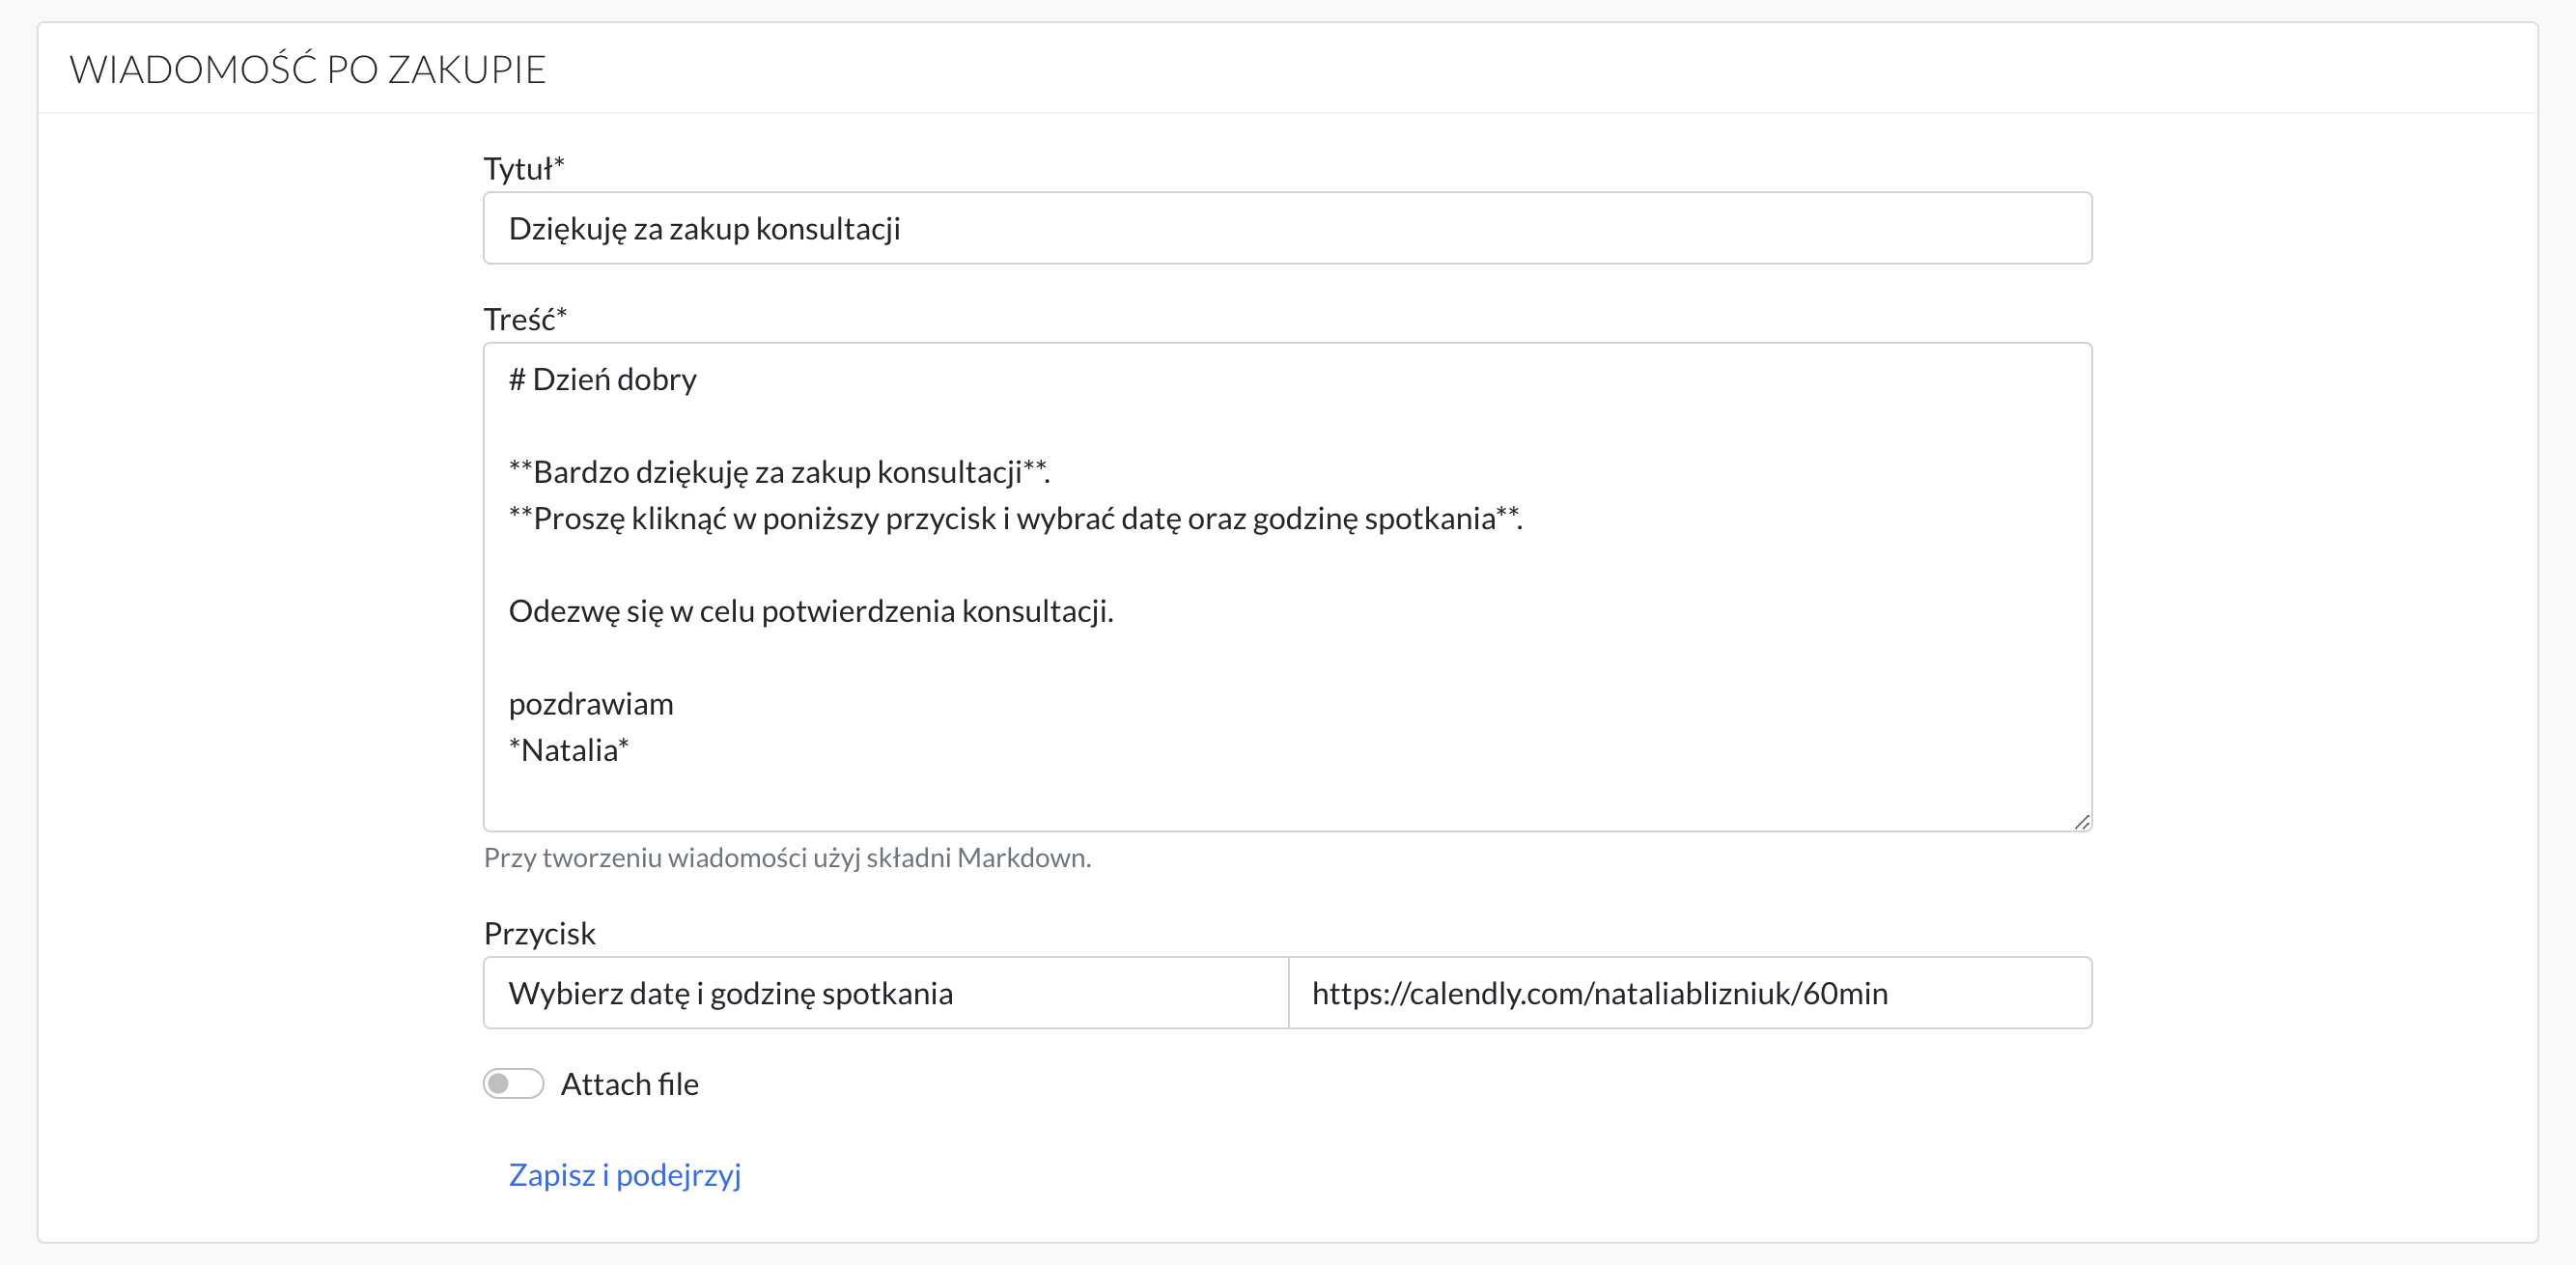 WIADOMOŚĆ PO ZAKUPIE
Tytuł*
Dziękuję za zakup konsultacji
Treść*
# Dzień dobry
**Bardzo dziękuję za zakup konsultacji**.
**Proszę kliknąć w poniższy przycisk i wybrać datę oraz godzinę spotkania**.
Odezwę się w celu potwierdzenia konsultacji.
pozdrawiam
*Natalia*
Przy tworzeniu wiadomości użyj składni Markdown.
Przycisk
Wybierz datę i godzinę spotkania
https://calendly.com/nataliablizniuk/60min
Attach file
Zapisz i podejrzyj